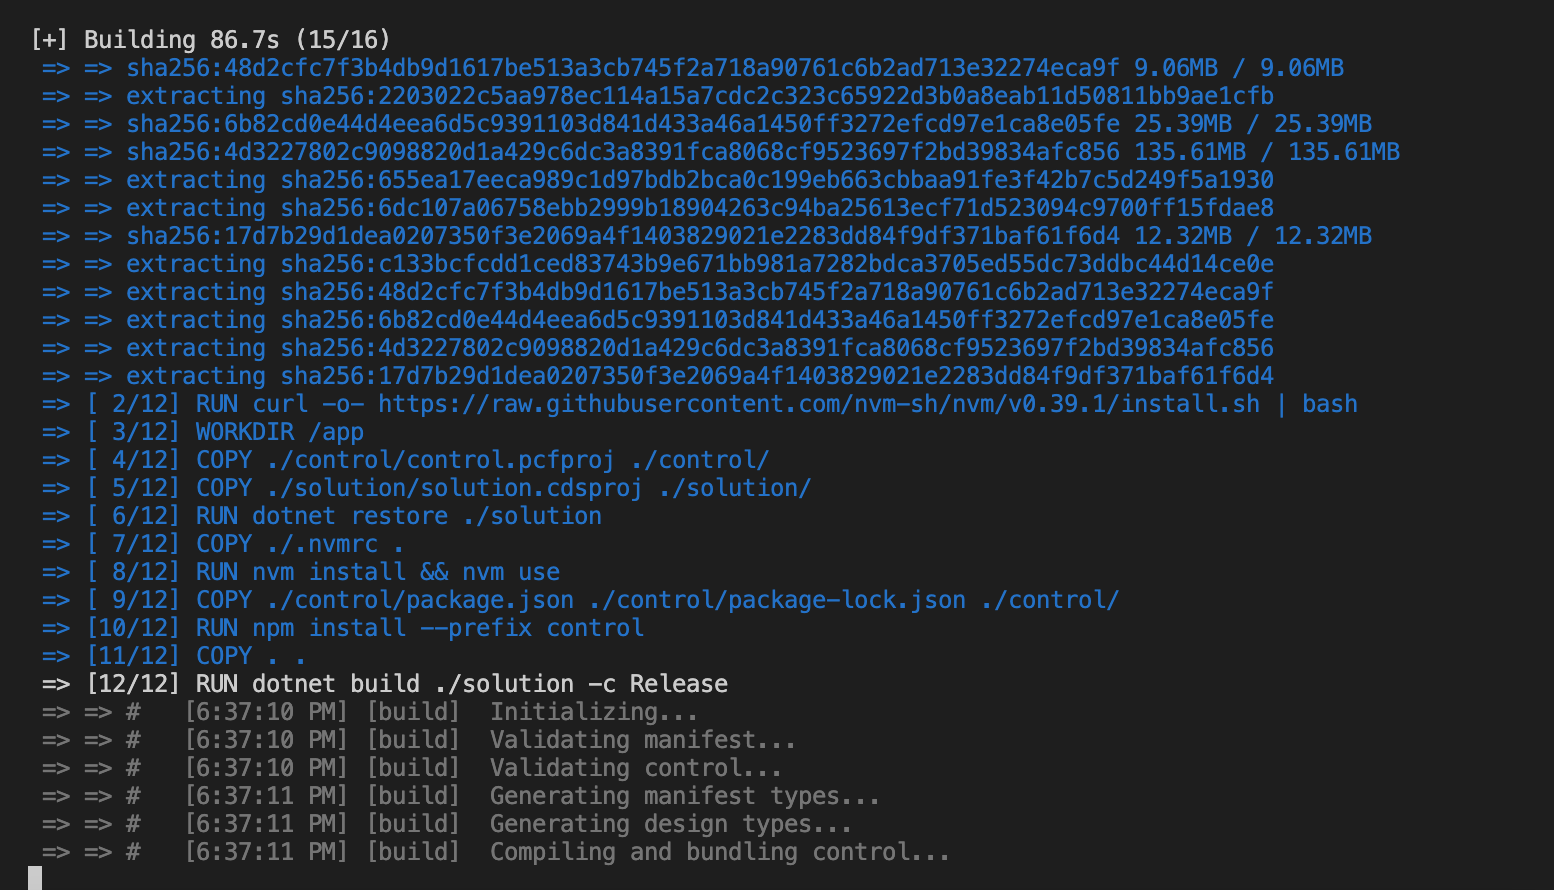 [+] Building 86.7s (15/16)
=> => sha256:48d2cfc7f3b4db9d1617be513a3cb745f2a718a90761c6b2ad713e32274eca9f 9.06MB / 9.06MB
=> => extracting sha256:2203022c5aa978ec114a15a7cdc2c323c65922d3b0a8eab11d50811bb9ae1cfb
=> => sha256:6b82cd0e44d4eea6d5c9391103d841d433a46a1450ff3272efcd97e1ca8e05fe 25.39MB / 25.39MB
=> => sha256:4d3227802c9098820d1a429c6dc3a8391fca8068cf9523697f2bd39834afc856 135.61MB / 135.61MB
=> => extracting sha256:655ea17eeca989c1d97bdb2bca0c199eb663cbbaa91fe3f42b7c5d249f5a1930
=> => extracting sha256:6dc107a06758ebb2999b18904263c94ba25613ecf71d523094c9700ff15fdae8
=> => sha256:17d7b29d1dea0207350f3e2069a4f1403829021e2283dd84f9df371baf61f6d4 12.32MB / 12.32MB
=> => extracting sha256:c133bcfcdd1ced83743b9e671bb981a7282bdca3705ed55dc73ddbc44d14ce0e
=> => extracting sha256:48d2cfc7f3b4db9d1617be513a3cb745f2a718a90761c6b2ad713e32274eca9f
=> => extracting sha256:6b82cd0e44d4eea6d5c9391103d841d433a46a1450ff3272efcd97e1ca8e05fe
=> => extracting sha256:4d3227802c9098820d1a429c6dc3a8391fca8068cf9523697f2bd39834afc856
=> => extracting sha256:17d7b29d1dea0207350f3e2069a4f1403829021e2283dd84f9df371baf61f6d4
=> [ 2/12] RUN curl -o- https://raw.githubusercontent.com/nvm-sh/nvm/v0.39.1/install.sh | bash
=> [ 3/12] WORKDIR /app
=> [ 4/12] COPY ./control/control.pcfproj ./control/
=> [ 5/12] COPY ./solution/solution.cdsproj ./solution/
=> [ 6/12] RUN dotnet restore ./solution
=> [ 7/12] COPY ./.nvmrc .
=> [ 8/12] RUN nvm install && nvm use
=> [ 9/12] COPY ./control/package.json ./control/package-lock.json ./control/
=> [10/12] RUN npm install --prefix control
=> [11/12] COPY . .
=> [12/12] RUN dotnet build ./solution -c Release
=> => #   [6:37:10 PM] [build]  Initializing...
=> => #   [6:37:10 PM] [build]  Validating manifest...
=> => #   [6:37:10 PM] [build]  Validating control...
=> => #   [6:37:11 PM] [build]  Generating manifest types...
=> => #   [6:37:11 PM] [build]  Generating design types...
=> => #   [6:37:11 PM] [build]  Compiling and bundling control...